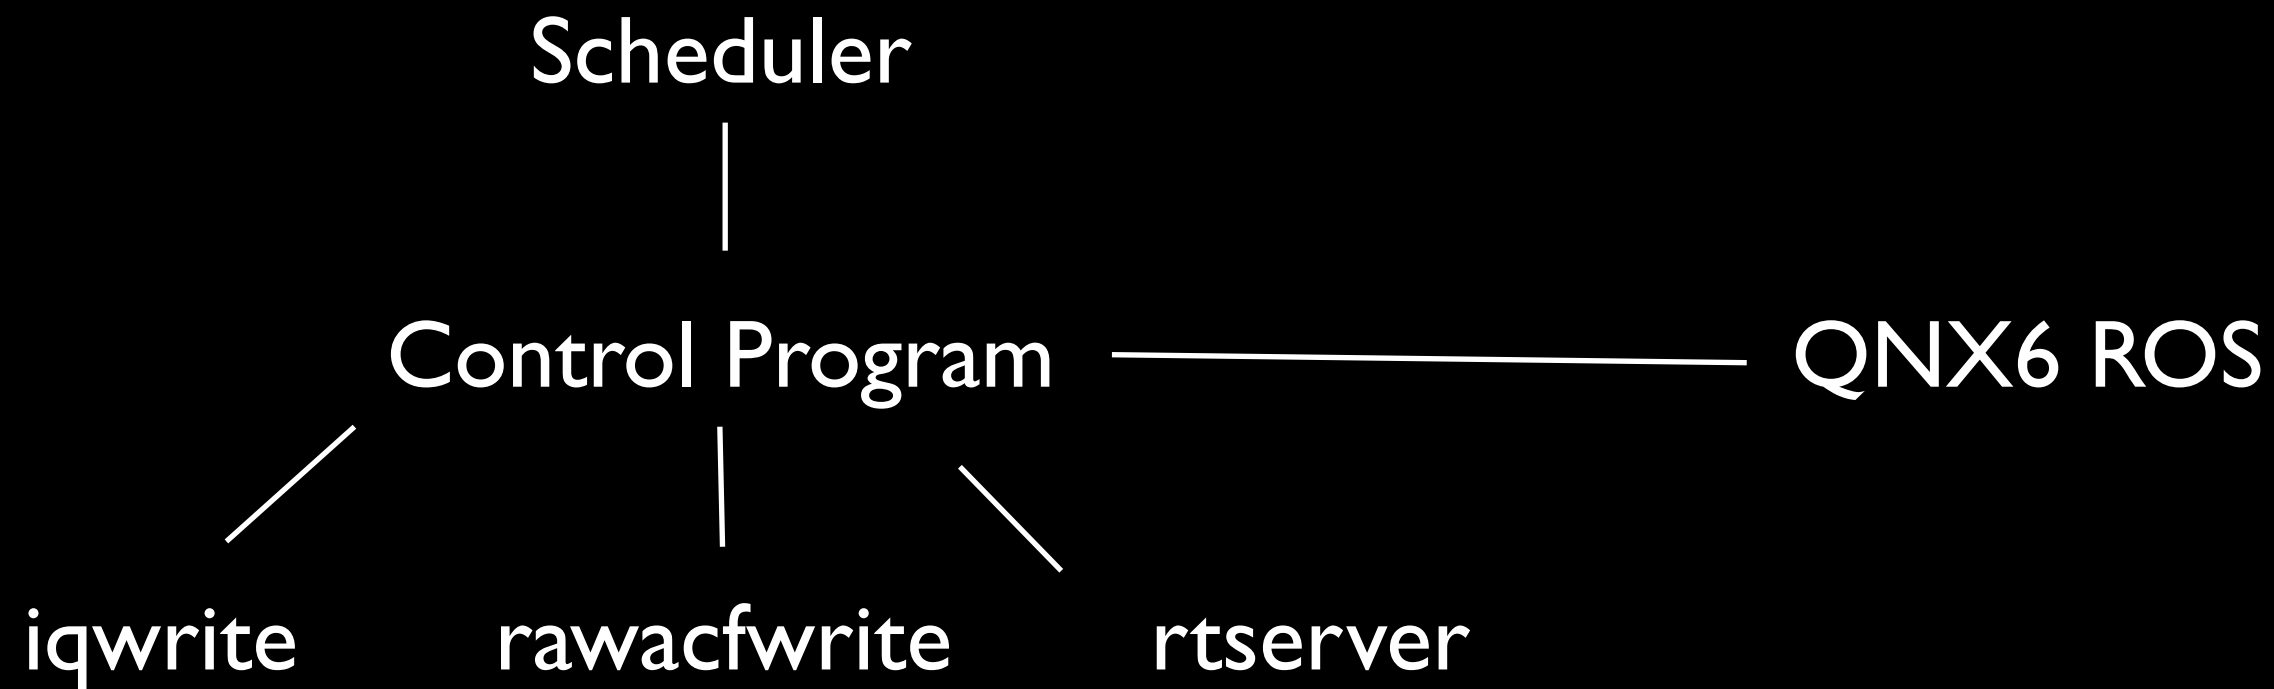 Scheduler
Control Program
QNX6 ROS
iqwrite
rawacfwrite
rtserver